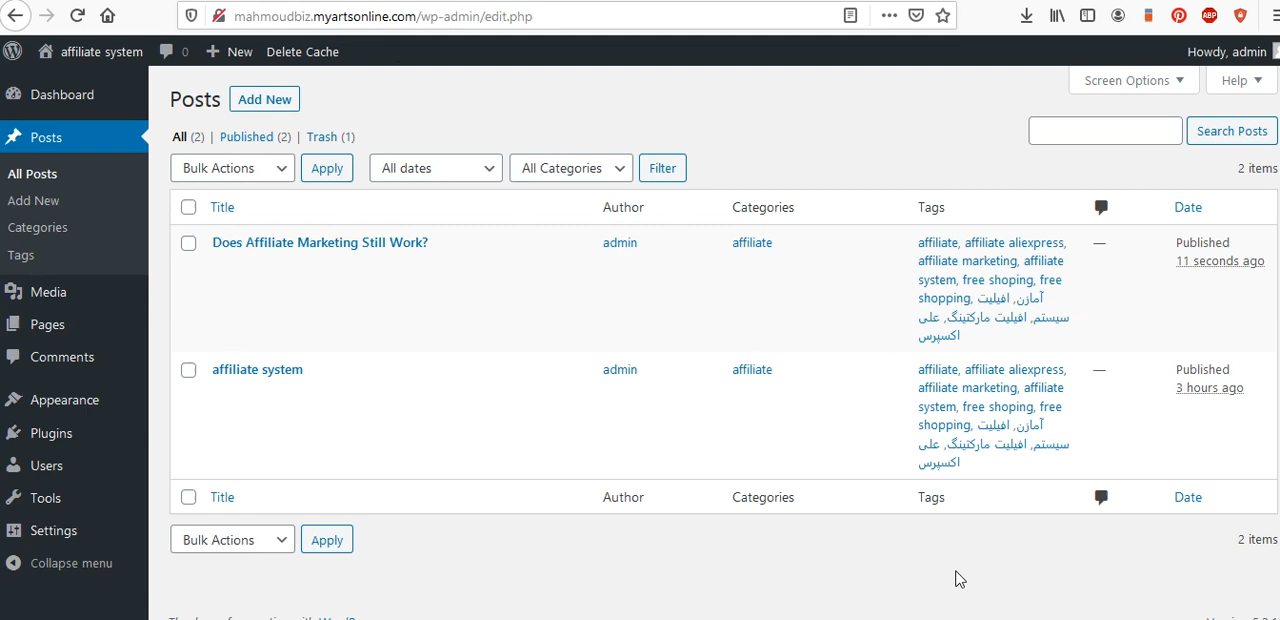 mahmoudbiz.myartsonline.com/wp-admin/edit.php
ABP
affiliate system 0 New Delete Cache Howdy, admin
Screen Options Help
Dashboard
Posts
All Posts
Add New
Categories
Tags
Media
Pages
Comments
Appearance
Plugins
Users
Tools
Settings
Collapse menu
Posts Add New
All (2) | Published (2) | Trash (1)
Search Posts
Bulk Actions Apply All dates All Categories Filter
2 items
Title Author Categories Tags Date
Does Affiliate Marketing Still Work? admin affiliate affiliate, affiliate aliexpress, — Published
affiliate marketing, affiliate 11 seconds ago
system, free shoping, free
shopping, آمازن, افیلیت
سیستم, افیلیت مارکتینگ, علی
اکسپرس
affiliate system admin affiliate affiliate, affiliate aliexpress, — Published
affiliate marketing, affiliate 3 hours ago
system, free shoping, free
shopping, آمازن, افیلیت
سیستم, افیلیت مارکتینگ, علی
اکسپرس
Title Author Categories Tags Date
Bulk Actions Apply
2 items